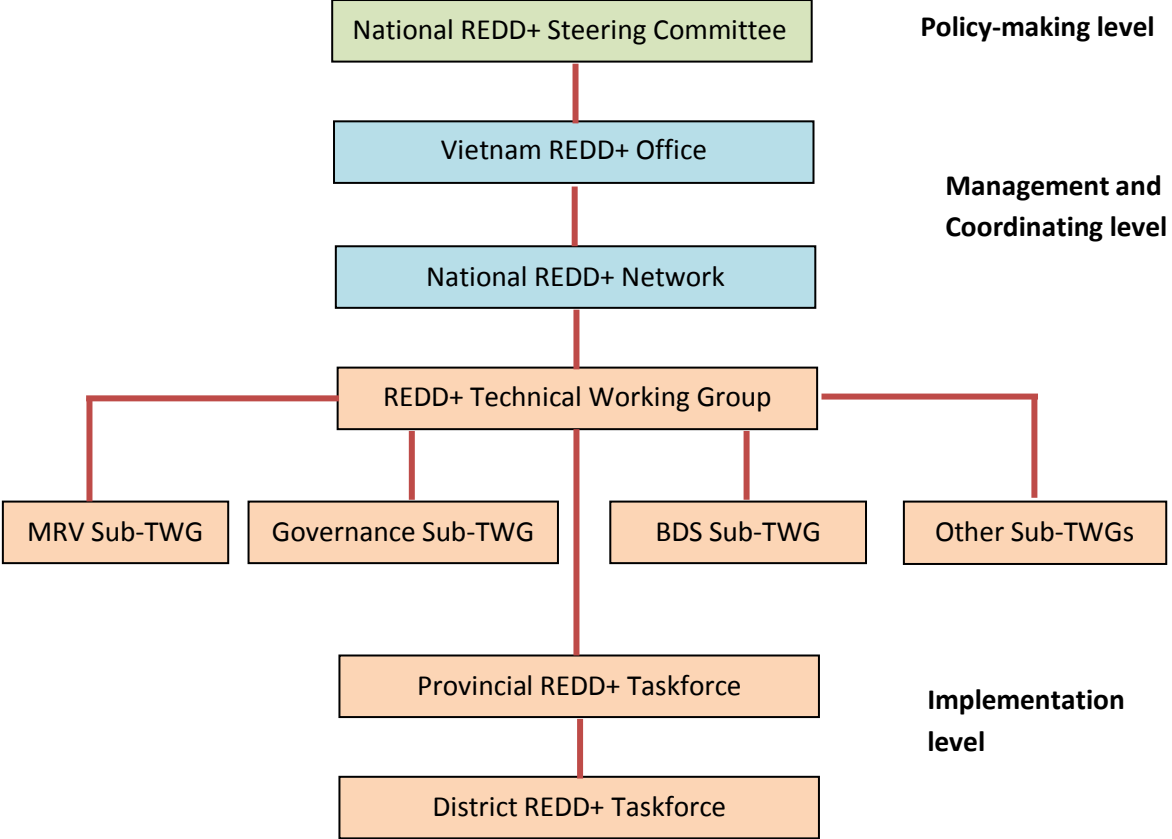 National REDD+ Steering Committee
Policy-making level
Vietnam REDD+ Office
Management and
Coordinating level
National REDD+ Network
REDD+ Technical Working Group
MRV Sub-TWG
Governance Sub-TWG
BDS Sub-TWG
Other Sub-TWGs
Provincial REDD+ Taskforce
Implementation
level
District REDD+ Taskforce